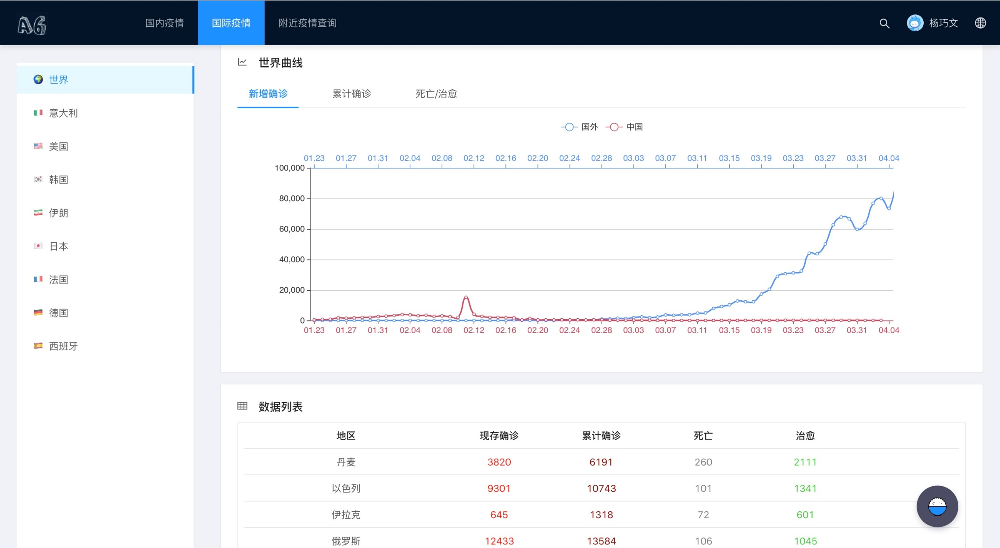 A6 国内疫情 国际疫情 附近疫情查询 杨巧文
世界
意大利
美国
韩国
伊朗
日本
法国
德国
西班牙
世界曲线
新增确诊 累计确诊 死亡/治愈
国外 中国
01.23 01.27 01.31 02.04 02.08 02.12 02.16 02.20 02.24 02.28 03.03 03.07 03.11 03.15 03.19 03.23 03.27 03.31 04.04
100,000
80,000
60,000
40,000
20,000
0
01.23 01.27 01.31 02.04 02.08 02.12 02.16 02.20 02.24 02.28 03.03 03.07 03.11 03.15 03.19 03.23 03.27 03.31 04.04
数据列表
地区 现存确诊 累计确诊 死亡 治愈
丹麦 3820 6191 260 2111
以色列 9301 10743 101 1341
伊拉克 645 1318 72 601
俄罗斯 12433 13584 106 1045